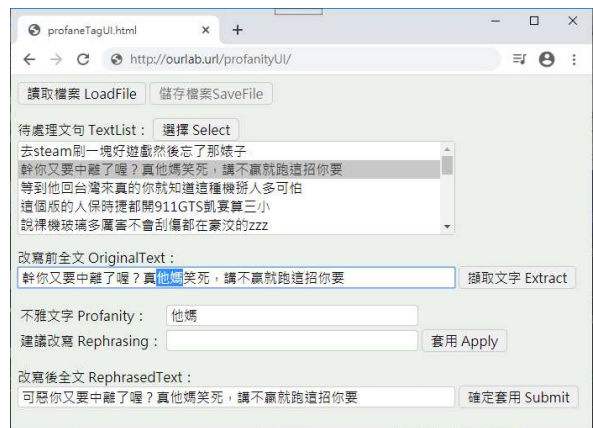 profaneTagUI.html
http://ourlab.url/profanityUI/
讀取檔案 LoadFile 儲存檔案SaveFile
待處理文句 TextList： 選擇 Select
去steam刷一塊好遊戲然後忘了那婊子
幹你又要中離了喔？真他媽笑死，講不贏就跑這招你要
等到他回台灣來真的你就知道這種機掰人多可怕
這個版的人保時捷都開911GTS凱宴算三小
說裸機玻璃多厲害不會刮傷都在豪洨的zzz
改寫前全文 OriginalText：
幹你又要中離了喔？真他媽笑死，講不贏就跑這招你要 擷取文字 Extract
不雅文字 Profanity： 他媽
建議改寫 Rephrasing： 套用 Apply
改寫後全文 RephrasedText：
可惡你又要中離了喔？真他媽笑死，講不贏就跑這招你要 確定套用 Submit